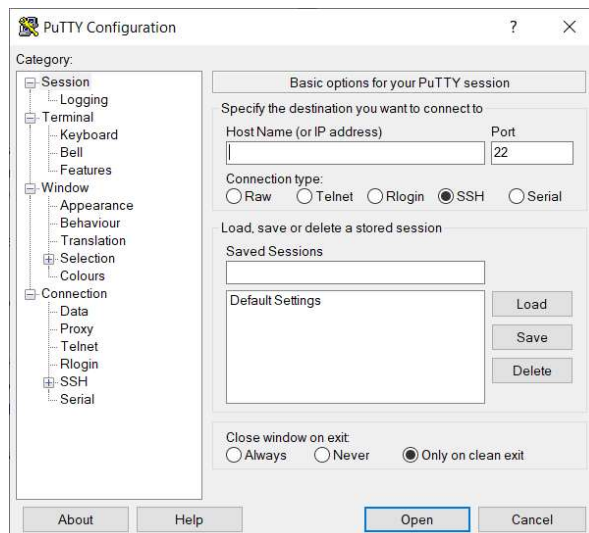 PuTTY Configuration
?
Category:
Session
Logging
Terminal
Keyboard
Bell
Features
Window
Appearance
Behaviour
Translation
Selection
Colours
Connection
Data
Proxy
Telnet
Rlogin
SSH
Serial
Basic options for your PuTTY session
Specify the destination you want to connect to
Host Name (or IP address) Port
22
Connection type:
Raw Telnet Rlogin SSH Serial
Load, save or delete a stored session
Saved Sessions
Default Settings
Load
Save
Delete
Close window on exit:
Always Never Only on clean exit
About Help Open Cancel